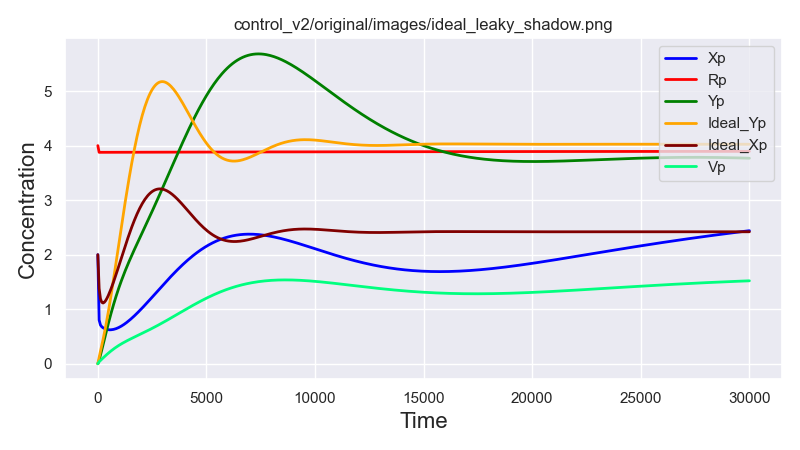 control_v2/original/images/ideal_leaky_shadow.png
Concentration
5
4
3
2
1
0
Xp
Rp
Yp
Ideal_Yp
Ideal_Xp
Vp
0 5000 10000 15000 20000 25000 30000
Time